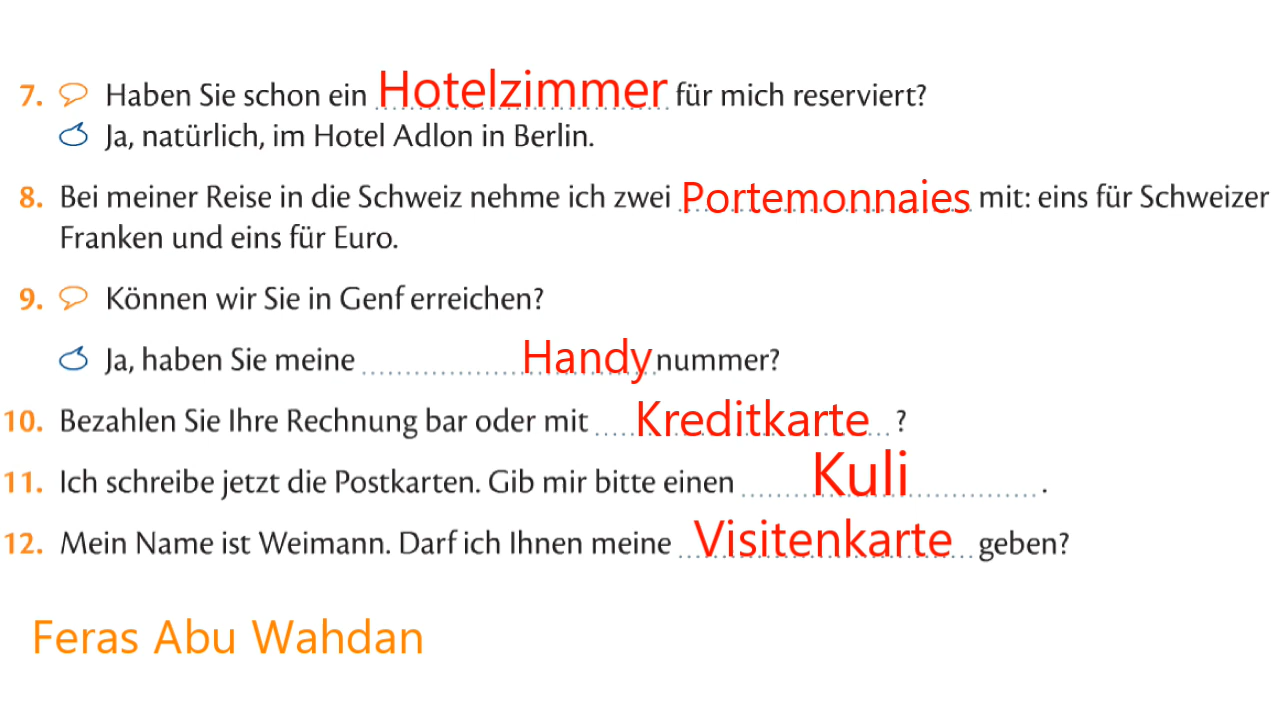 7. Haben Sie schon ein Hotelzimmer für mich reserviert?
Ja, natürlich, im Hotel Adlon in Berlin.
8. Bei meiner Reise in die Schweiz nehme ich zwei Portemonnaies mit: eins für Schweizer
Franken und eins für Euro.
9. Können wir Sie in Genf erreichen?
Ja, haben Sie meine Handynummer?
10. Bezahlen Sie Ihre Rechnung bar oder mit Kreditkarte ?
11. Ich schreibe jetzt die Postkarten. Gib mir bitte einen Kuli .
12. Mein Name ist Weimann. Darf ich Ihnen meine Visitenkarte geben?
Feras Abu Wahdan